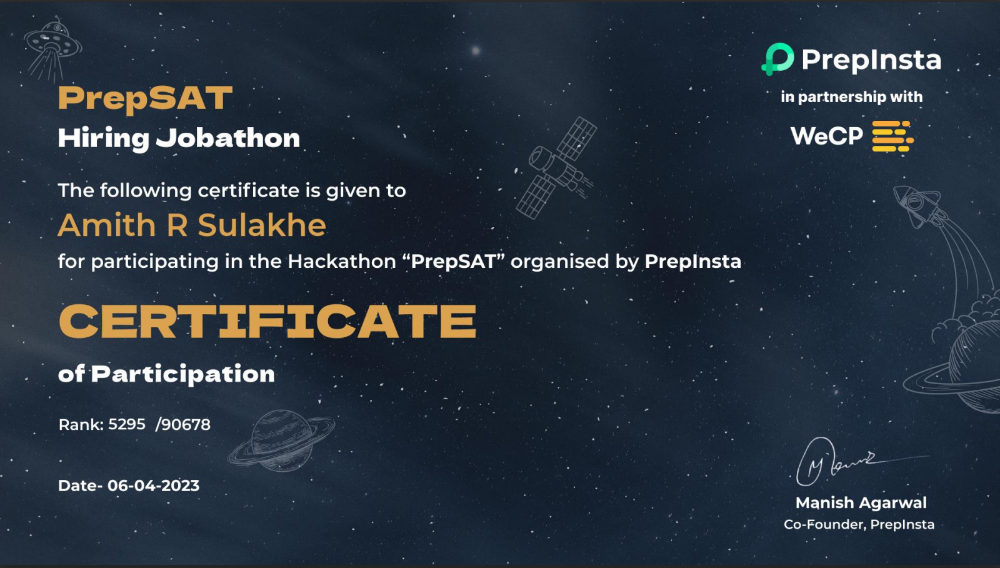 PrepInsta
in partnership with
WeCP
PrepSAT
Hiring Jobathon
The following certificate is given to
Amith R Sulakhe
for participating in the Hackathon “PrepSAT” organised by PrepInsta
CERTIFICATE
of Participation
Rank: 5295 /90678
Date- 06-04-2023
Manish Agarwal
Co-Founder, PrepInsta